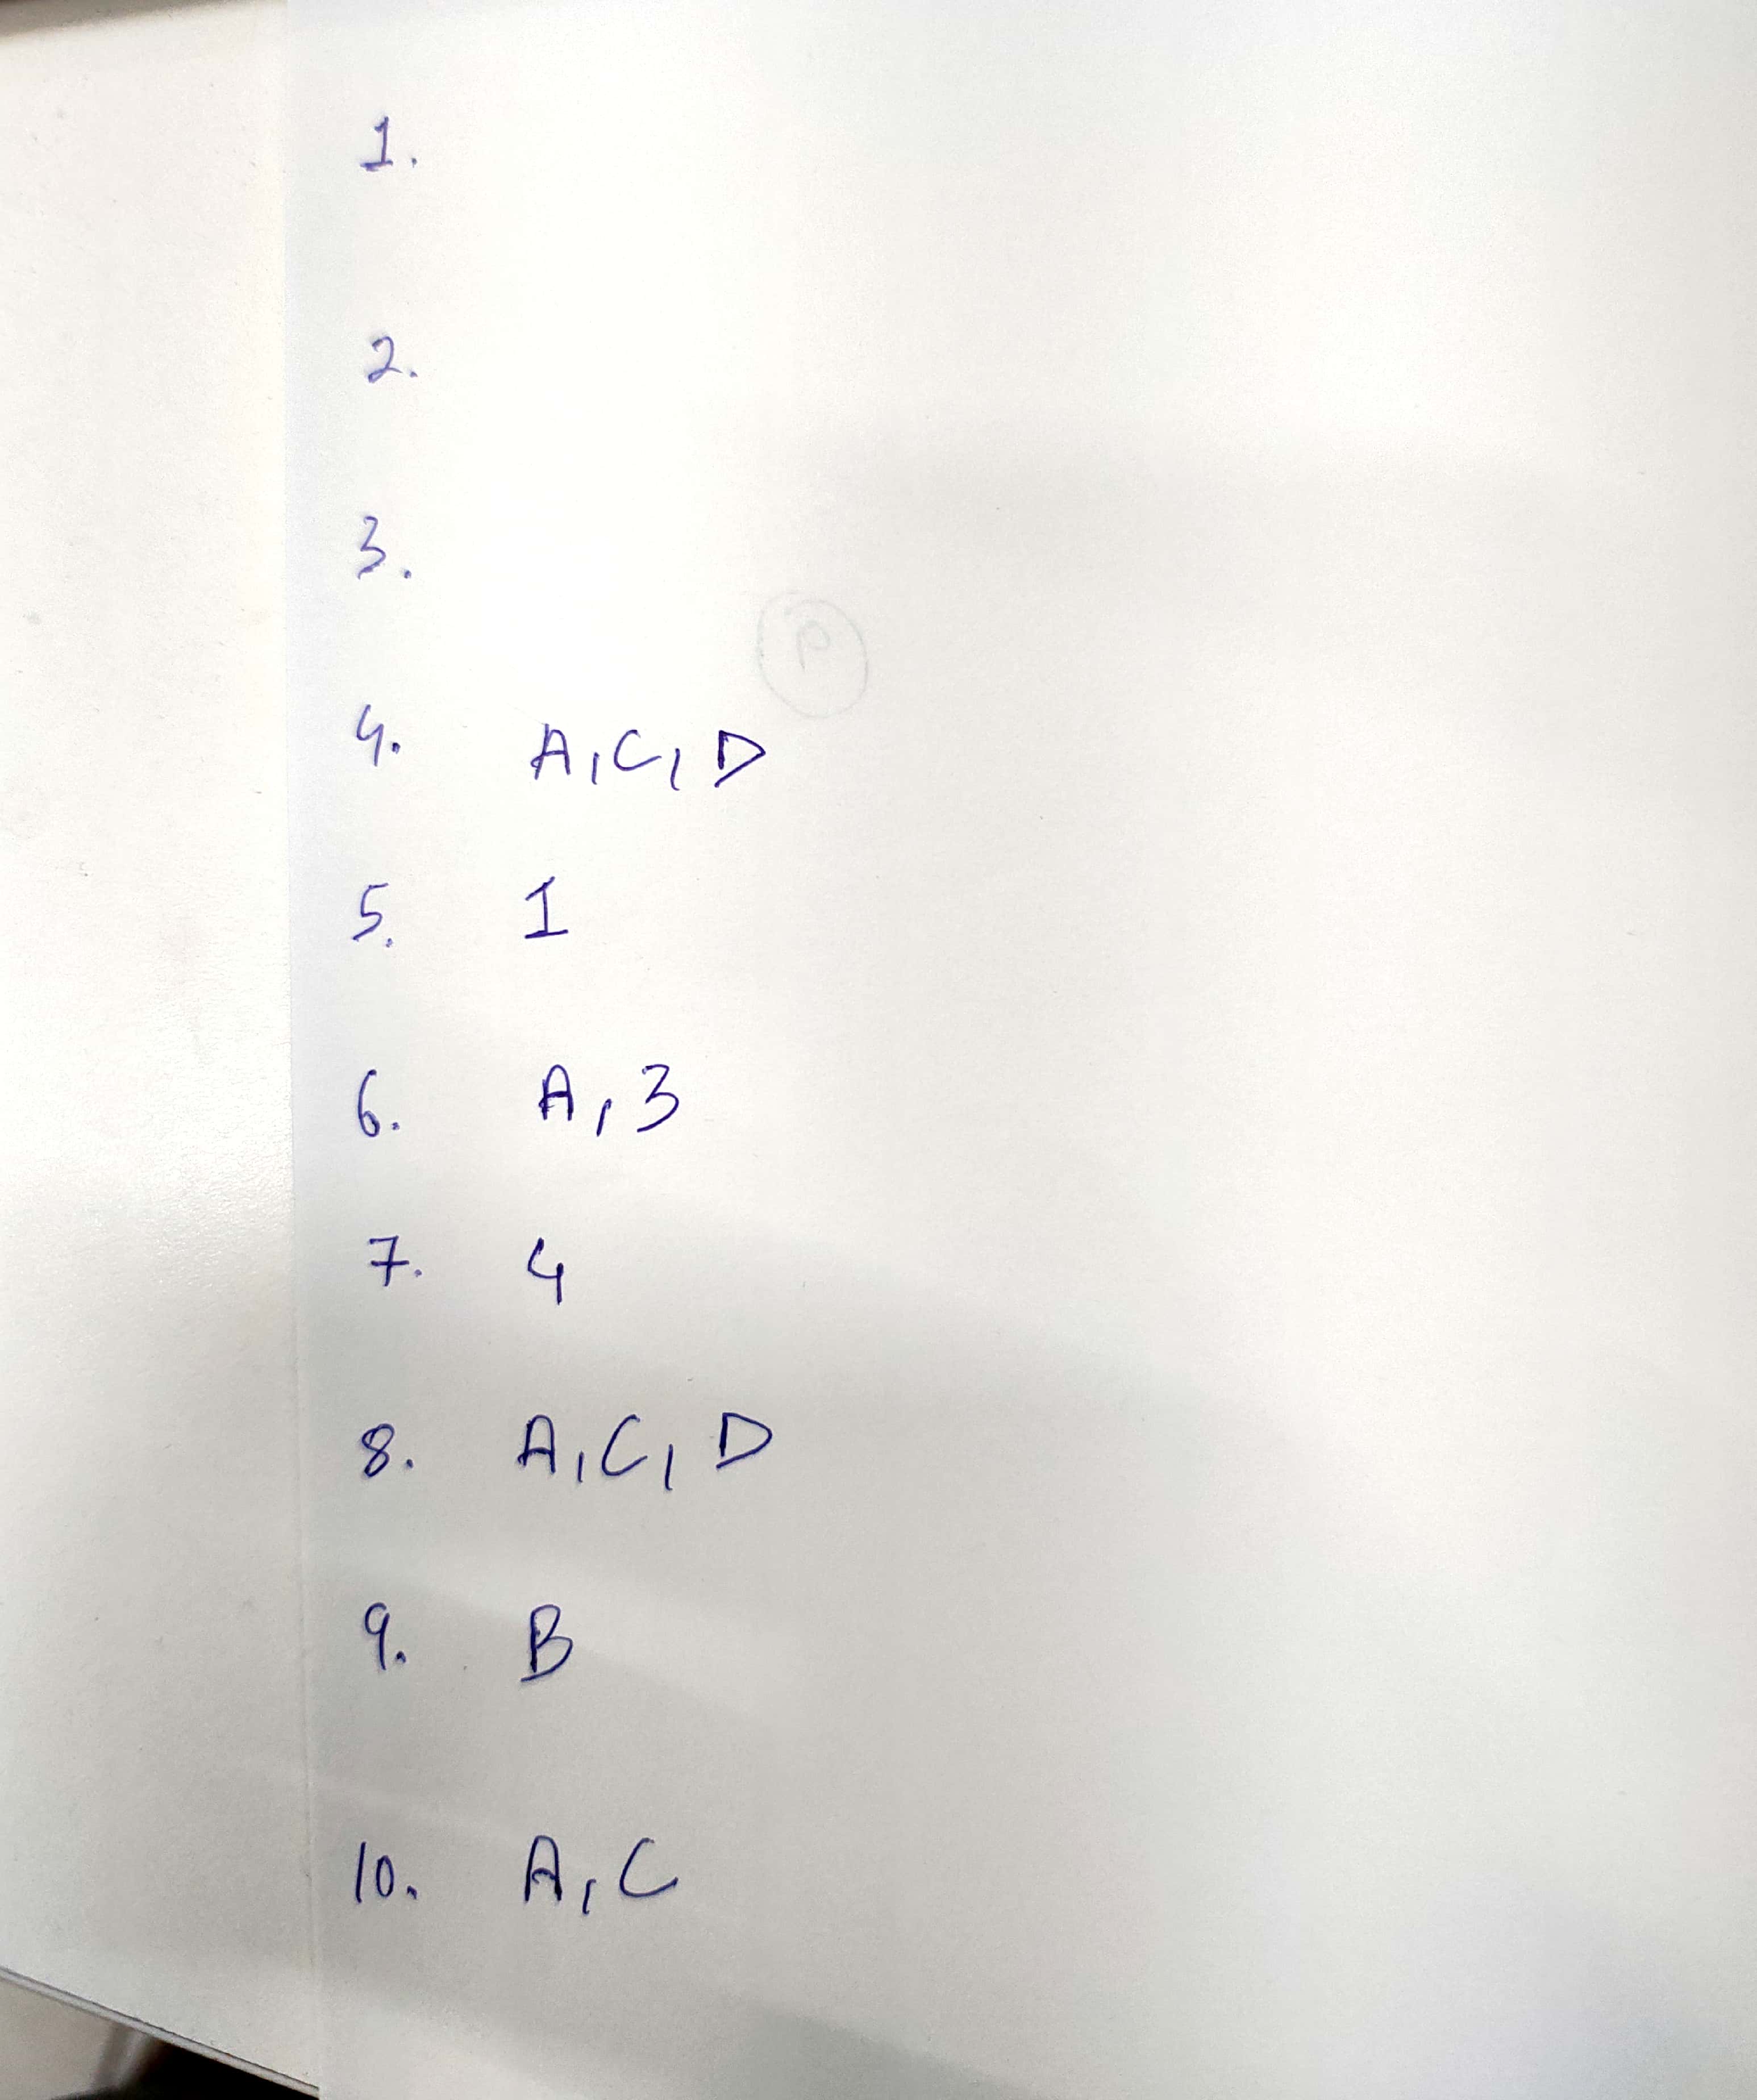 1.
2.
3.
P
4. A, C, D
5. 1
6. A, 3
7. 4
8. A, C, D
9. B
10. A, C